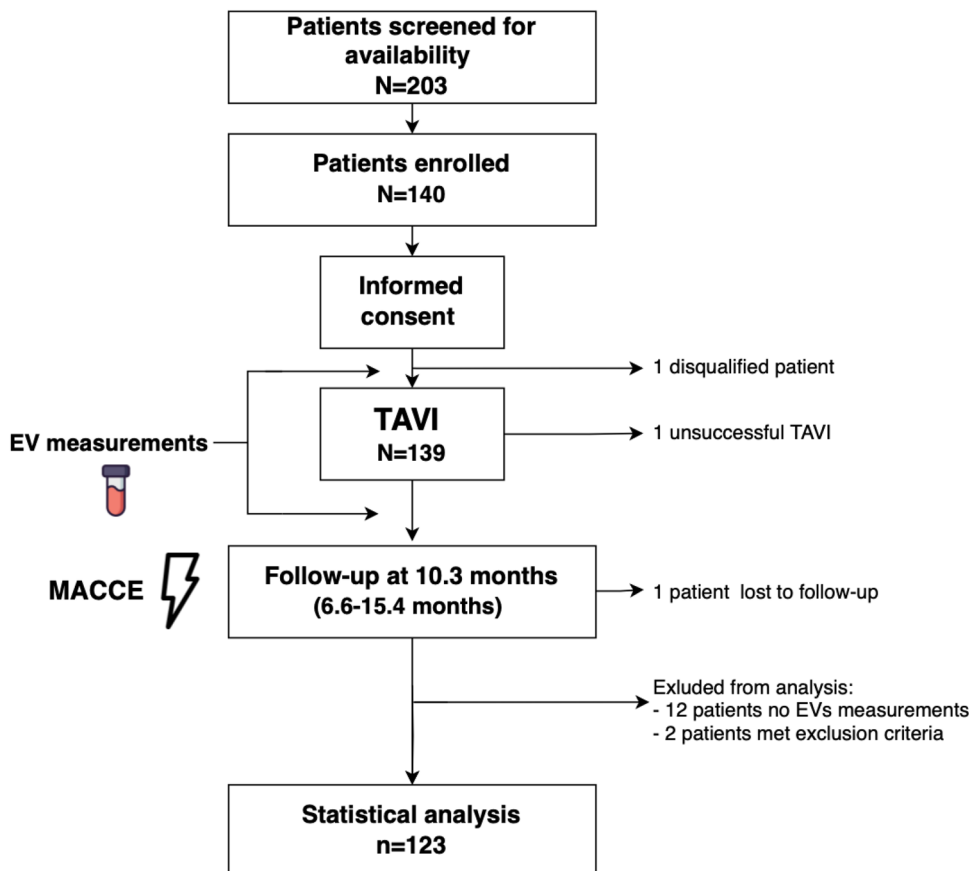 Patients screened for
availability
N=203
Patients enrolled
N=140
Informed
consent
1 disqualified patient
TAVI
N=139
1 unsuccessful TAVI
EV measurements
MACCE
Follow-up at 10.3 months
(6.6-15.4 months)
1 patient lost to follow-up
Exluded from analysis:
- 12 patients no EVs measurements
- 2 patients met exclusion criteria
Statistical analysis
n=123